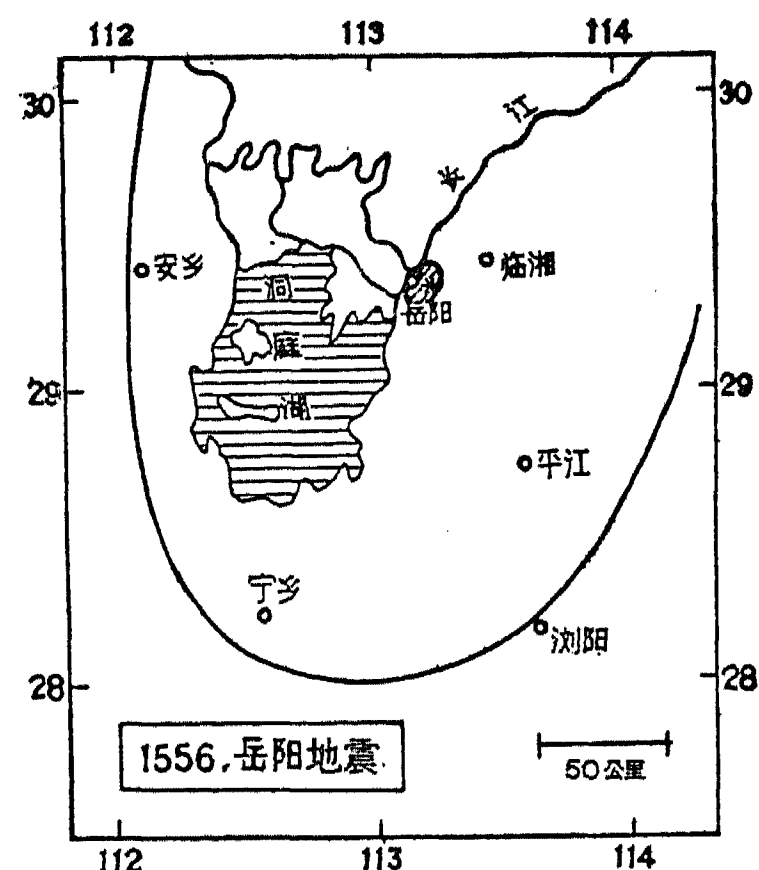 112 113 114
30 30
长江
安乡
临湘
洞庭湖
岳阳
29 29
平江
宁乡
浏阳
28 28
1556.岳阳地震
50公里
112 113 114